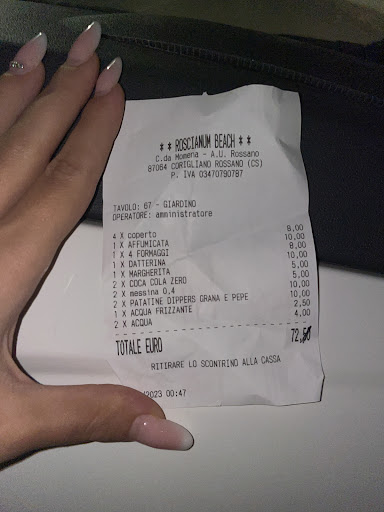 ** ROSCIANUM BEACH **
C.da Momena - A.U. Rossano
87064 CORIGLIANO ROSSANO (CS)
P. IVA 03470790787
TAVOLO: 67 - GIARDINO
OPERATORE: amministratore
4 X coperto 8,00
1 X AFFUMICATA 10,00
1 X 4 FORMAGGI 8,00
1 X DATTERINA 10,00
1 X MARGHERITA 5,00
2 X COCA COLA ZERO 5,00
2 X messina 0,4 10,00
2 X PATATINE DIPPERS GRANA E PEPE 10,00
1 X ACQUA FRIZZANTE 2,50
2 X ACQUA 4,00
TOTALE EURO 72,50
RITIRARE LO SCONTRINO ALLA CASSA
/2023 00:47